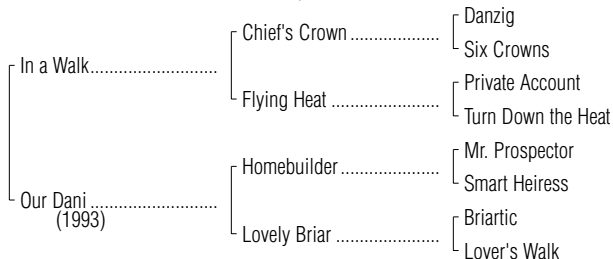 Danzig
Chief's Crown ..................
Six Crowns
In a Walk.........................
Private Account
Flying Heat .....................
Turn Down the Heat
Mr. Prospector
Homebuilder ...................
Smart Heiress
Our Dani .........................
(1993)
Briartic
Lovely Briar ....................
Lover's Walk